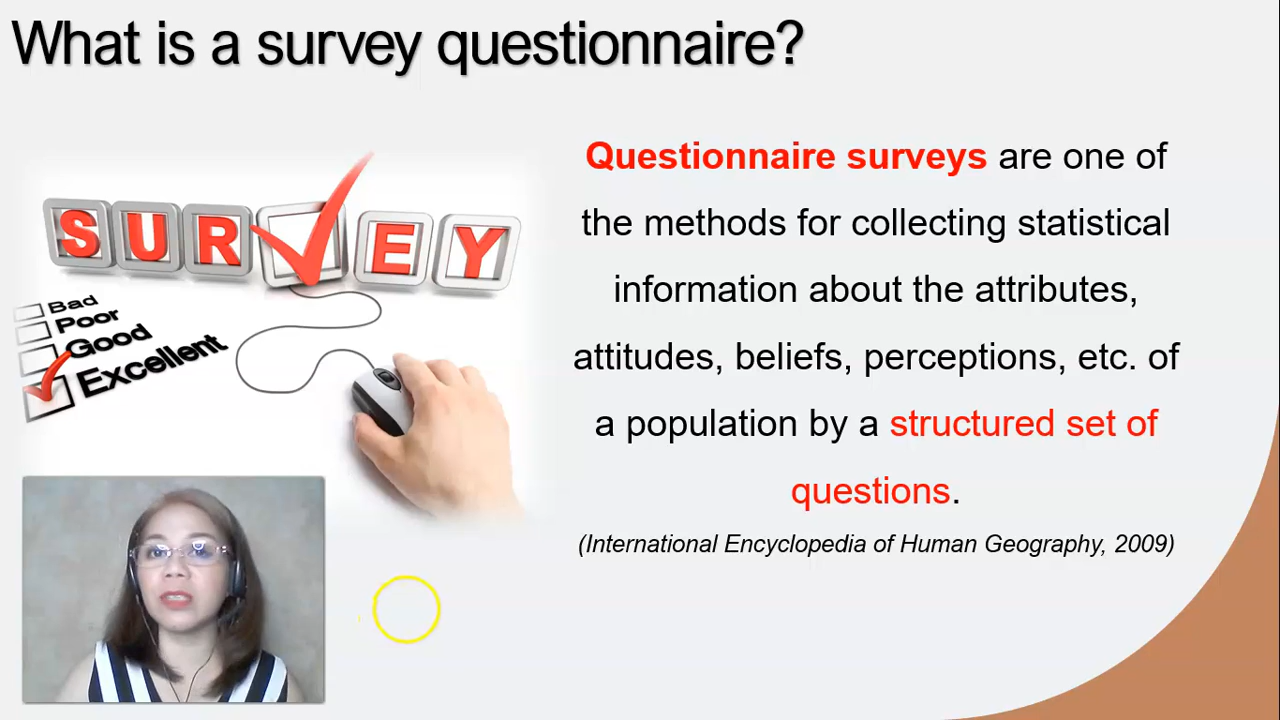 What is a survey questionnaire?
SUR EY
Bad
Poor
Good
Excellent
Questionnaire surveys are one of
the methods for collecting statistical
information about the attributes,
attitudes, beliefs, perceptions, etc. of
a population by a structured set of
questions.
(International Encyclopedia of Human Geography, 2009)